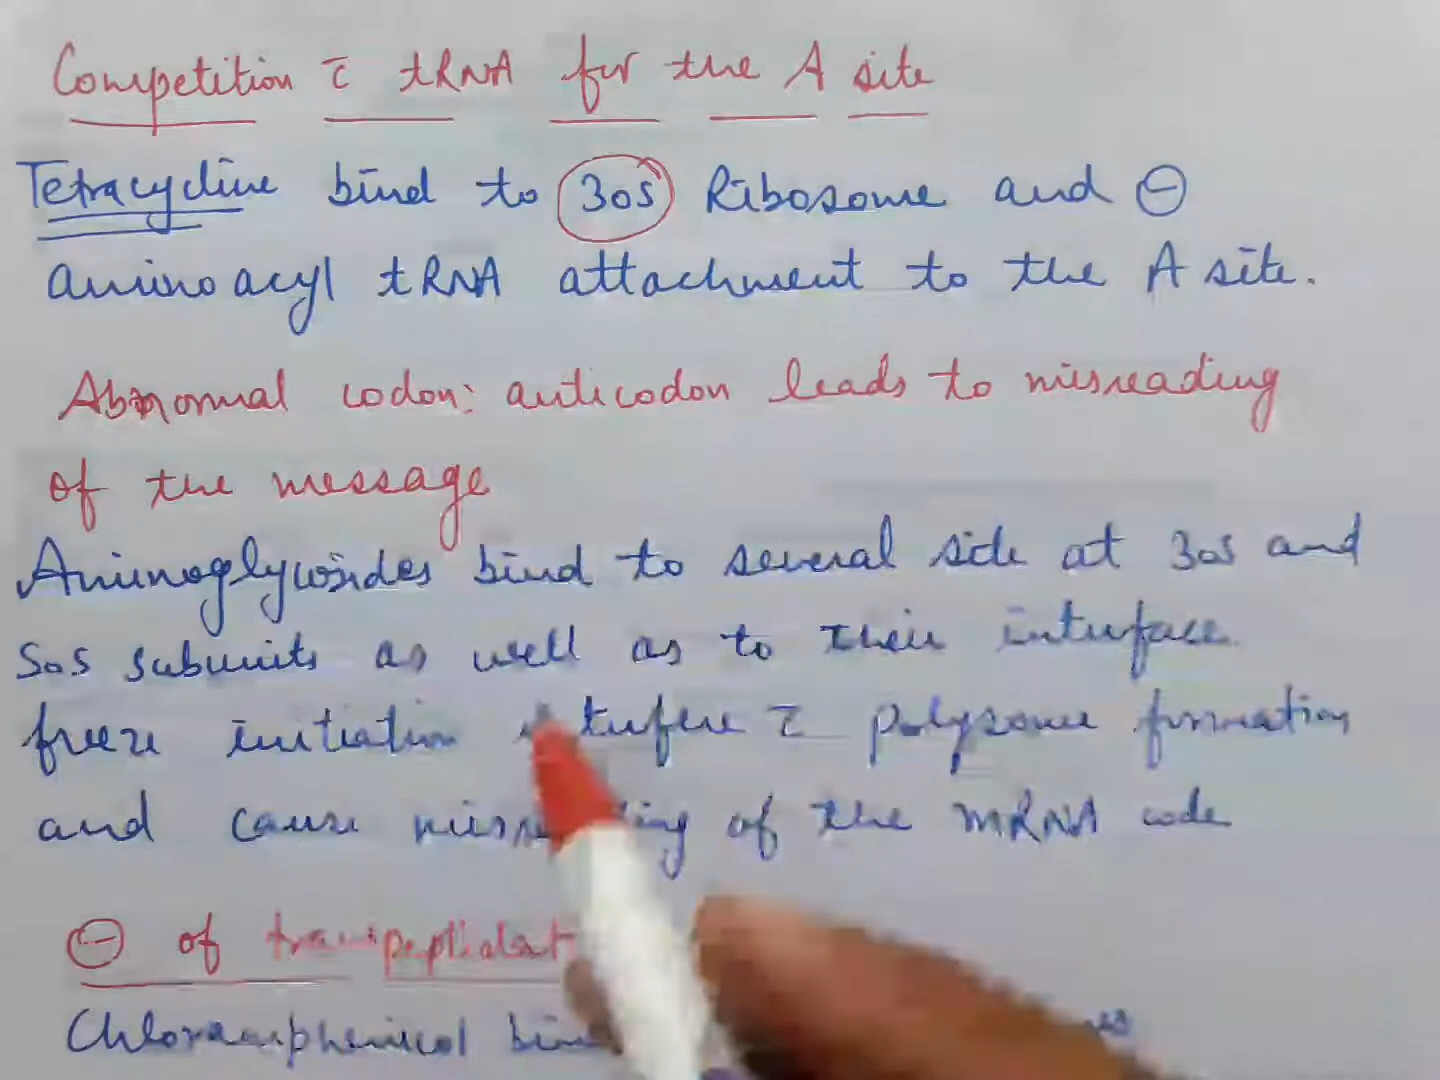 Competition c̄ tRNA for the A site
Tetracycline bind to 30S Ribosome and ⊖
aminoacyl tRNA attachment to the A site.
Abnormal codon: anticodon leads to misreading
of the message
Aminoglycosides bind to several side at 30S and
50S subunits as well as to their interface
freeze initiation c̄ polysome formation
and cause of the mRNA code
⊖ of
Chloramphenicol